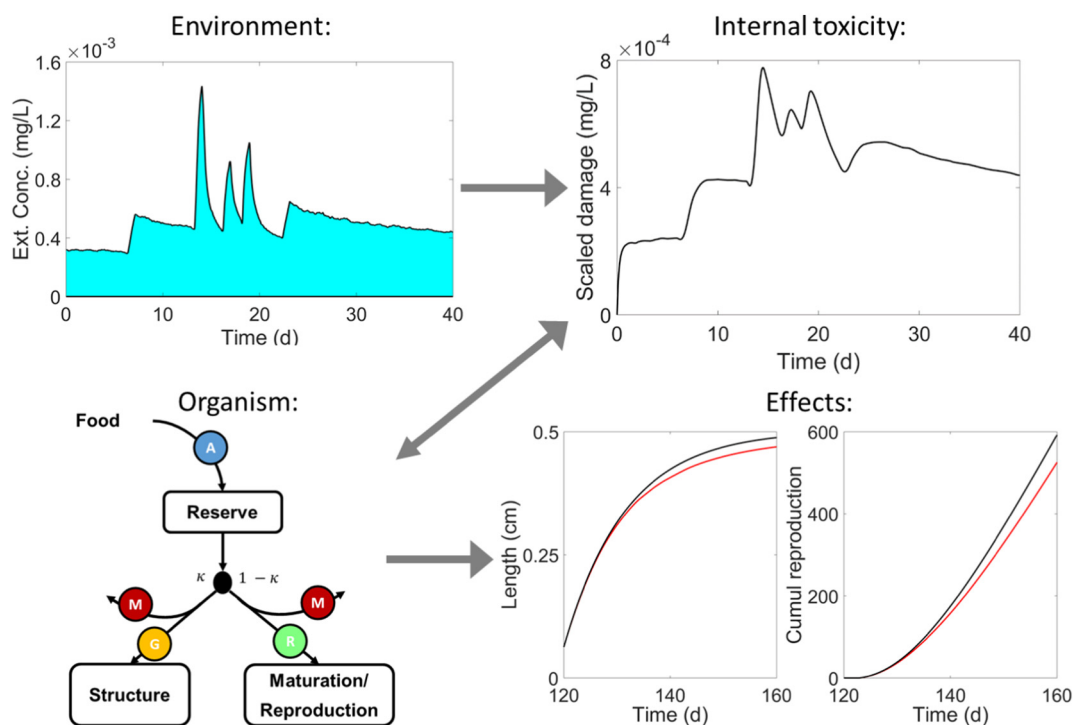 Environment:
×10⁻³
1.6
1.2
0.8
0.4
0
Ext. Conc. (mg/L)
0 10 20 30 40
Time (d)
Internal toxicity:
×10⁻⁴
8
4
0
Scaled damage (mg/L)
0 10 20 30 40
Time (d)
Organism:
Food
A
Reserve
κ 1 − κ
M M
G R
Structure
Maturation/
Reproduction
Effects:
0.5
0.25
0
Length (cm)
120 140 160
Time (d)
600
400
200
0
Cumul reproduction
120 140 160
Time (d)